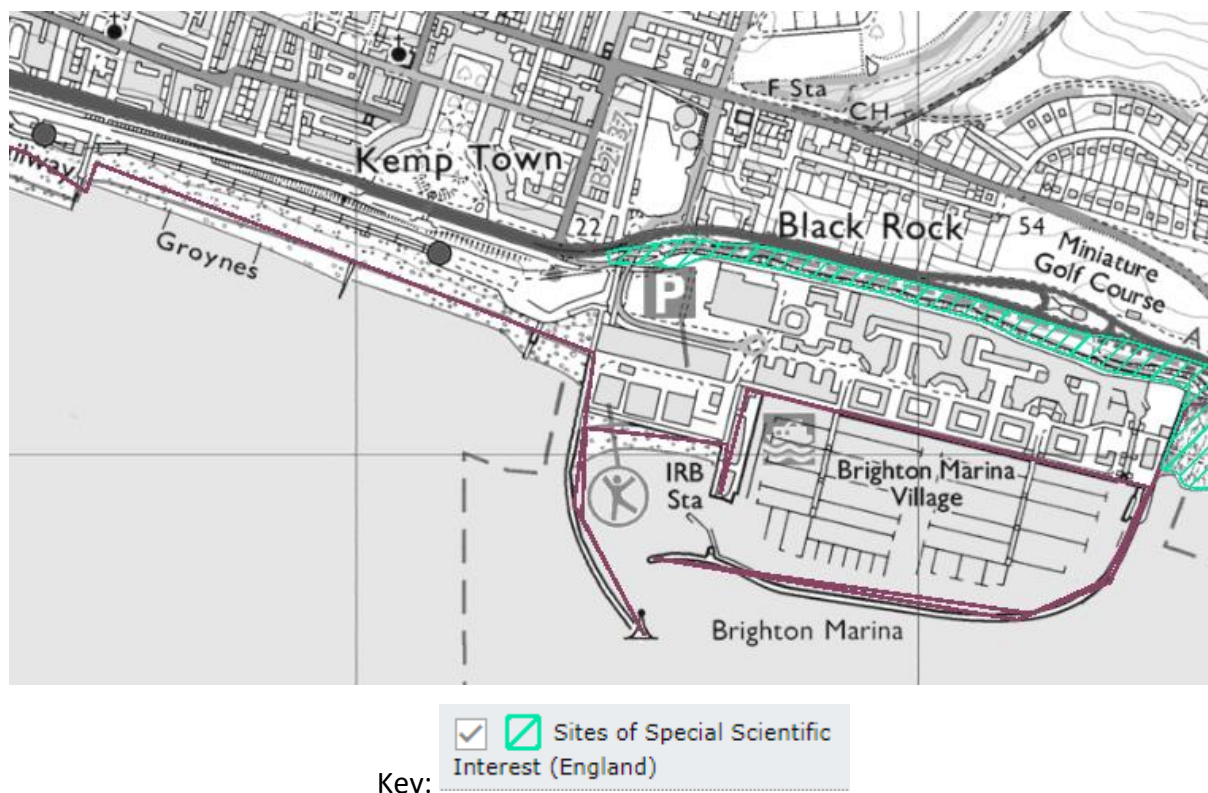 F Sta
CH
Kemp Town
B2137
22
Black Rock
54
Miniature
Golf Course
Groynes
P
A
IRB
Sta
Brighton Marina
Village
Brighton Marina
Key:
Sites of Special Scientific
Interest (England)